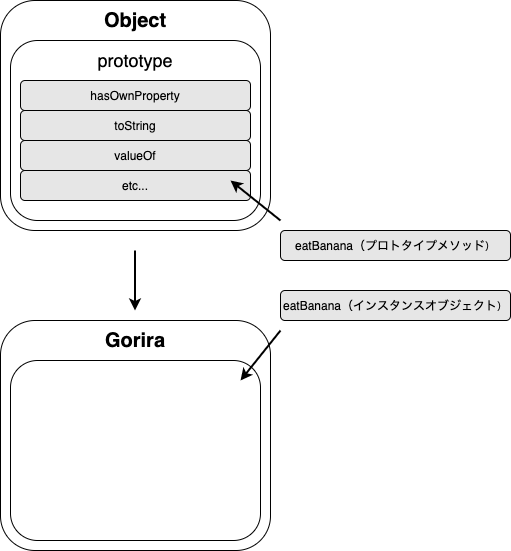 Object
prototype
hasOwnProperty
toString
valueOf
etc...
eatBanana（プロトタイプメソッド）
eatBanana（インスタンスオブジェクト）
Gorira